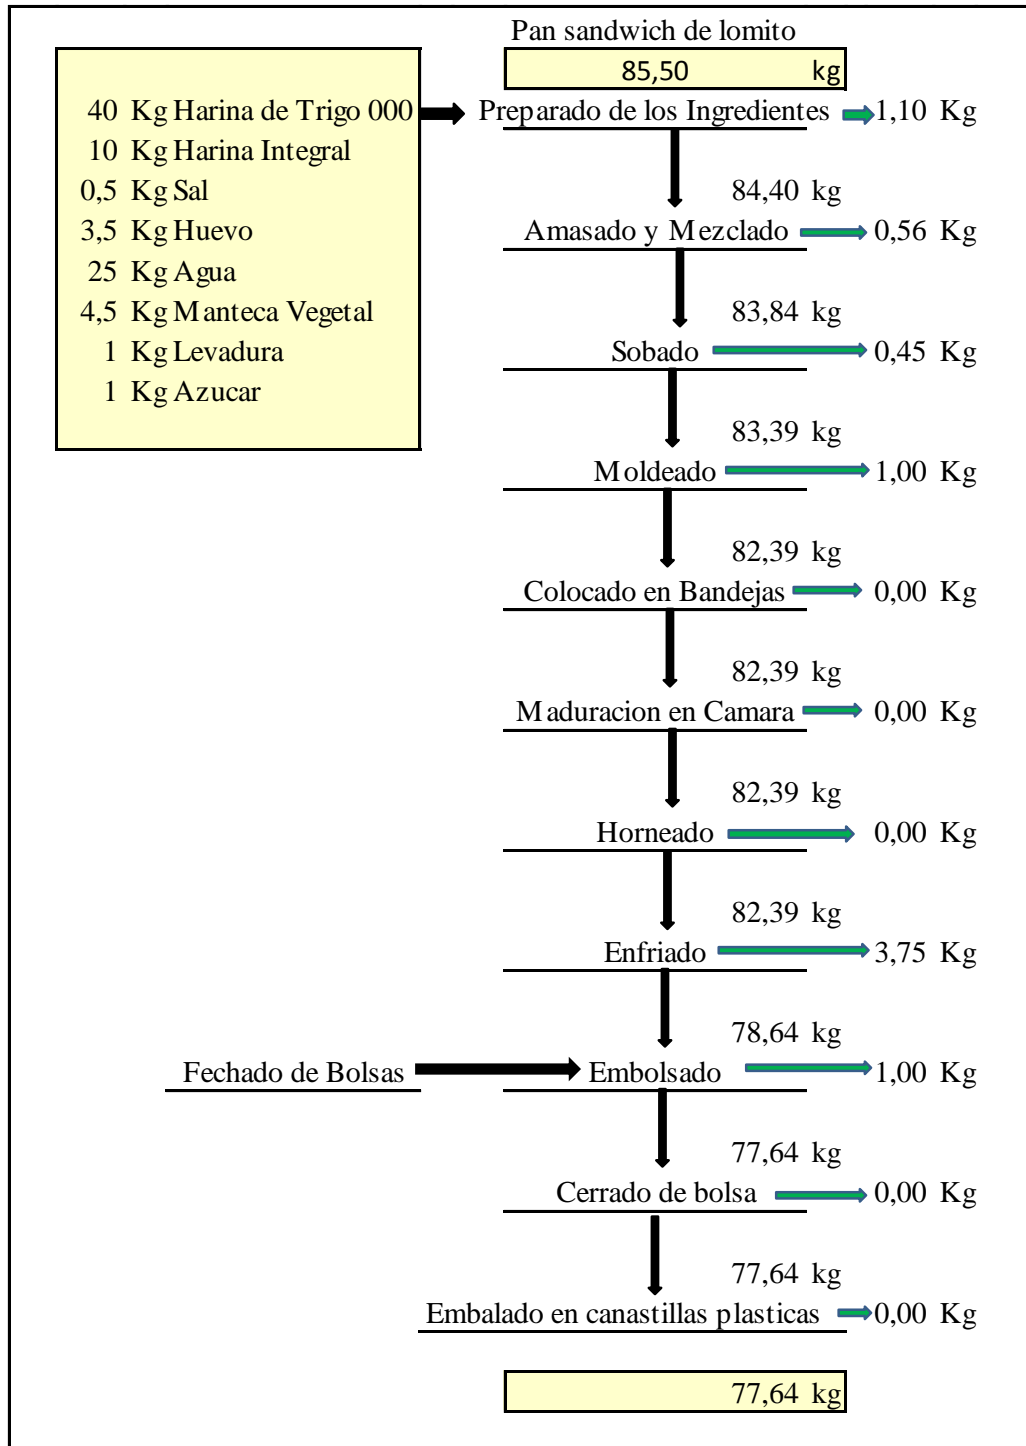 Pan sandwich de lomito
85,50 kg
40 Kg Harina de Trigo 000
10 Kg Harina Integral
0,5 Kg Sal
3,5 Kg Huevo
25 Kg Agua
4,5 Kg Manteca Vegetal
1 Kg Levadura
1 Kg Azucar
Preparado de los Ingredientes 1,10 Kg
84,40 kg
Amasado y Mezclado 0,56 Kg
83,84 kg
Sobado 0,45 Kg
83,39 kg
Moldeado 1,00 Kg
82,39 kg
Colocado en Bandejas 0,00 Kg
82,39 kg
Maduracion en Camara 0,00 Kg
82,39 kg
Horneado 0,00 Kg
82,39 kg
Enfriado 3,75 Kg
78,64 kg
Fechado de Bolsas Embolsado 1,00 Kg
77,64 kg
Cerrado de bolsa 0,00 Kg
77,64 kg
Embalado en canastillas plasticas 0,00 Kg
77,64 kg